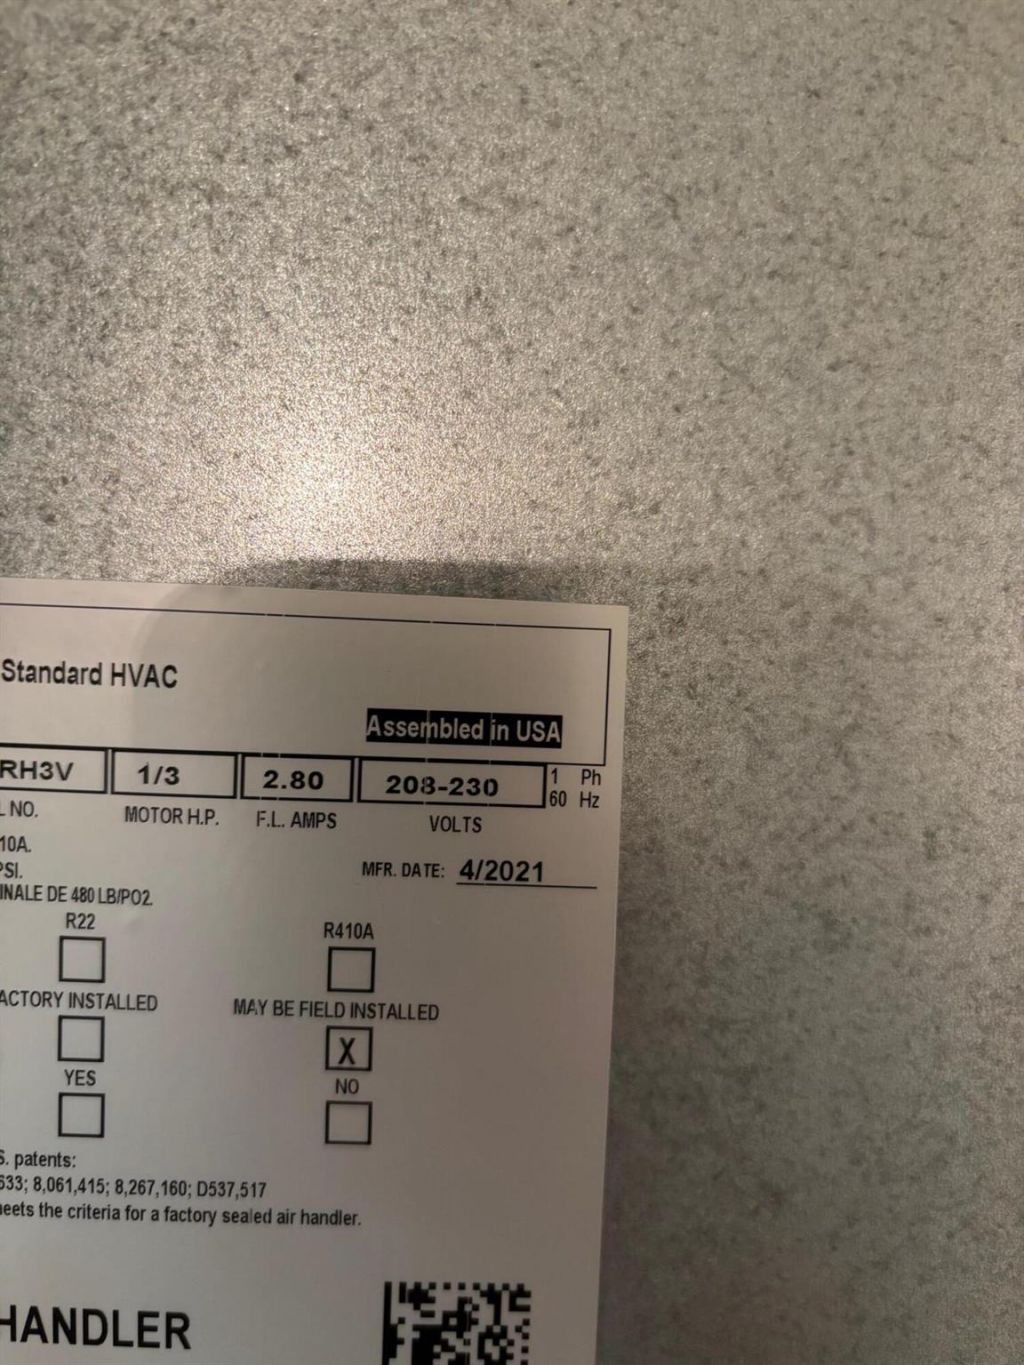 Standard HVAC
Assembled in USA
RH3V 1/3 2.80 208-230 1 Ph
60 Hz
L NO. MOTOR H.P. F.L. AMPS VOLTS
10A.
PSI. MFR. DATE: 4/2021
INALE DE 480 LB/PO2.
R22 R410A
ACTORY INSTALLED MAY BE FIELD INSTALLED
X
YES NO
S. patents:
633; 8,061,415; 8,267,160; D537,517
eets the criteria for a factory sealed air handler.
HANDLER